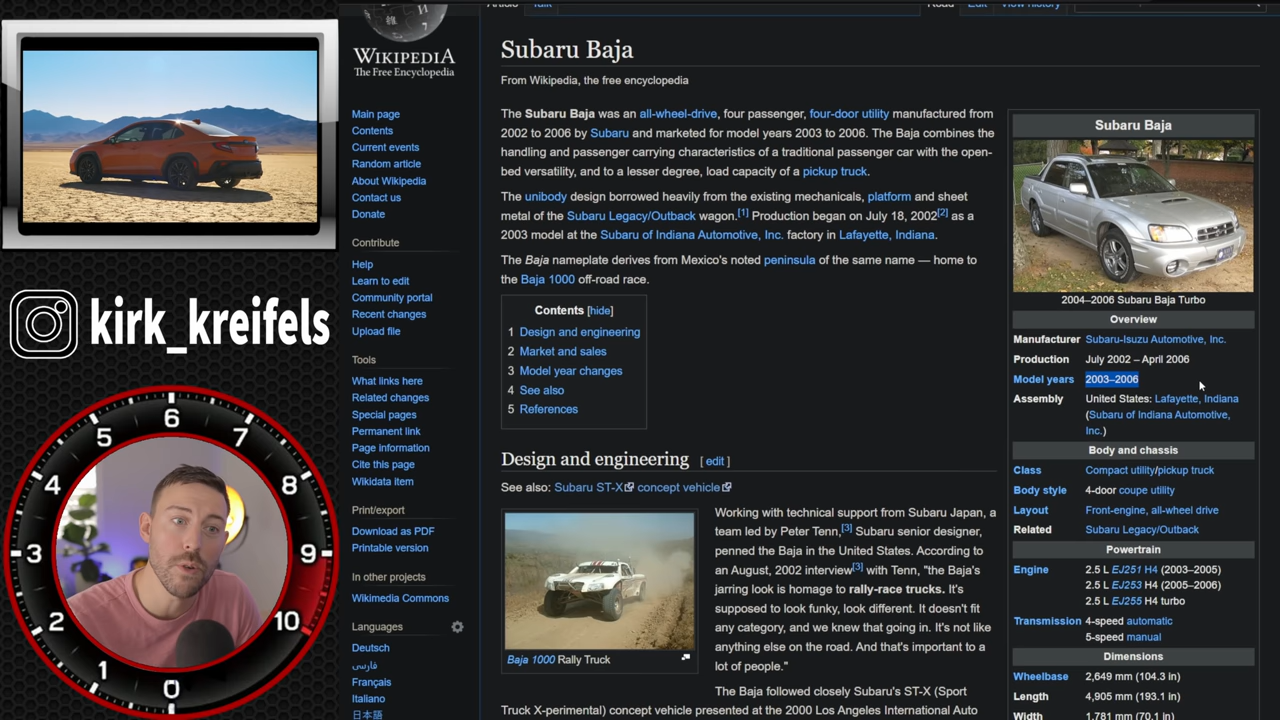 Article Talk
Read Edit View history
WIKIPEDIA
The Free Encyclopedia
Main page
Contents
Current events
Random article
About Wikipedia
Contact us
Donate
Contribute
Help
Learn to edit
Community portal
Recent changes
Upload file
Tools
What links here
Related changes
Special pages
Permanent link
Page information
Cite this page
Wikidata item
Print/export
Download as PDF
Printable version
In other projects
Wikimedia Commons
Languages
Deutsch
فارسی
Français
Italiano
日本語
Subaru Baja
From Wikipedia, the free encyclopedia
The Subaru Baja was an all-wheel-drive, four passenger, four-door utility manufactured from
2002 to 2006 by Subaru and marketed for model years 2003 to 2006. The Baja combines the
handling and passenger carrying characteristics of a traditional passenger car with the open-
bed versatility, and to a lesser degree, load capacity of a pickup truck.
The unibody design borrowed heavily from the existing mechanicals, platform and sheet
metal of the Subaru Legacy/Outback wagon.[1] Production began on July 18, 2002[2] as a
2003 model at the Subaru of Indiana Automotive, Inc. factory in Lafayette, Indiana.
The Baja nameplate derives from Mexico's noted peninsula of the same name — home to
the Baja 1000 off-road race.
Contents [hide]
1 Design and engineering
2 Market and sales
3 Model year changes
4 See also
5 References
Design and engineering [ edit ]
See also: Subaru ST-X concept vehicle
Baja 1000 Rally Truck
Working with technical support from Subaru Japan, a
team led by Peter Tenn,[3] Subaru senior designer,
penned the Baja in the United States. According to
an August, 2002 interview[3] with Tenn, "the Baja's
jarring look is homage to rally-race trucks. It's
supposed to look funky, look different. It doesn't fit
any category, and we knew that going in. It's not like
anything else on the road. And that's important to a
lot of people."
The Baja followed closely Subaru's ST-X (Sport
Truck X-perimental) concept vehicle presented at the 2000 Los Angeles International Auto
Subaru Baja
2004–2006 Subaru Baja Turbo
Overview
Manufacturer Subaru-Isuzu Automotive, Inc.
Production July 2002 – April 2006
Model years 2003–2006
Assembly United States: Lafayette, Indiana
(Subaru of Indiana Automotive,
Inc.)
Body and chassis
Class Compact utility/pickup truck
Body style 4-door coupe utility
Layout Front-engine, all-wheel drive
Related Subaru Legacy/Outback
Powertrain
Engine 2.5 L EJ251 H4 (2003–2005)
2.5 L EJ253 H4 (2005–2006)
2.5 L EJ255 H4 turbo
Transmission 4-speed automatic
5-speed manual
Dimensions
Wheelbase 2,649 mm (104.3 in)
Length 4,905 mm (193.1 in)
Width 1,781 mm (70.1 in)
kirk_kreifels
0
1
2
3
4
5
6
7
8
9
10